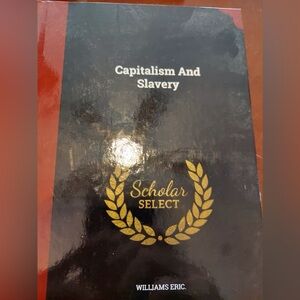 Capitalism And
Slavery
Scholar
SELECT
WILLIAMS ERIC.